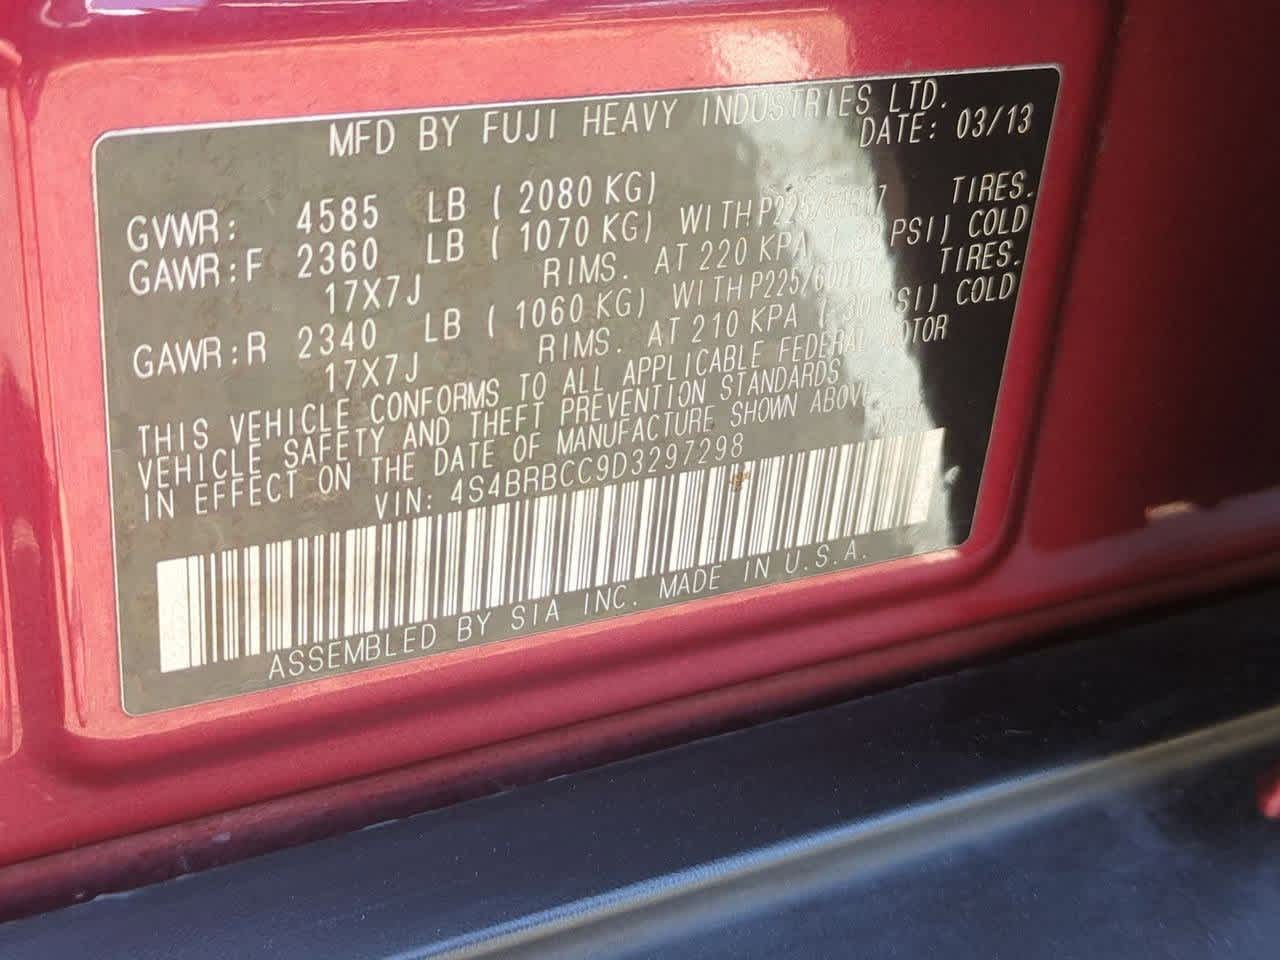 MFD BY FUJI HEAVY INDUSTRIES LTD.
DATE: 03/13
GVWR: 4585 LB ( 2080 KG)
GAWR:F 2360 LB ( 1070 KG) WITH TIRES.
17X7J RIMS. AT 220 KPA PSI) COLD
GAWR:R 2340 LB ( 1060 KG) WITH TIRES.
17X7J RIMS. AT 210 KPA PSI) COLD
THIS VEHICLE CONFORMS TO ALL APPLICABLE FEDERAL MOTOR
VEHICLE SAFETY AND THEFT PREVENTION STANDARDS
IN EFFECT ON THE DATE OF MANUFACTURE SHOWN ABOVE
VIN: 4S4BRBCC9D3297298
ASSEMBLED BY SIA INC. MADE IN U.S.A.